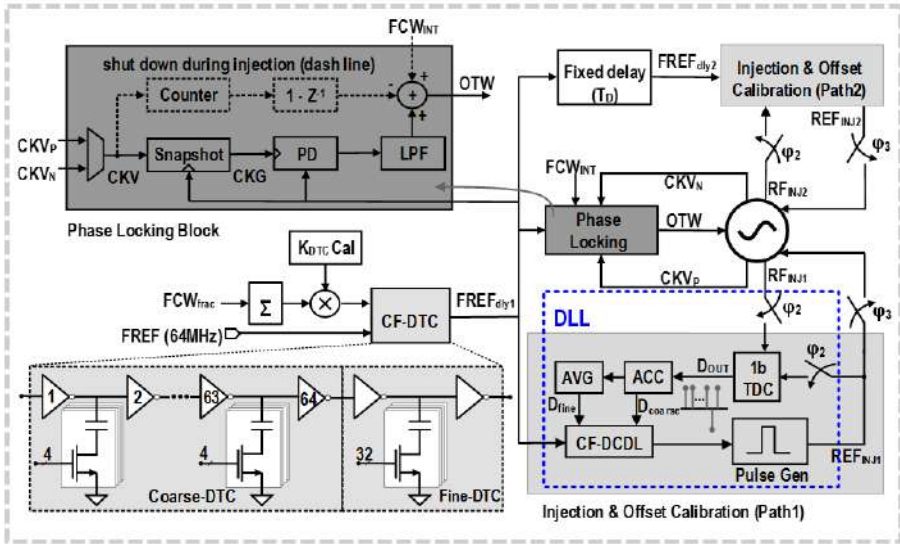 FCW_INT
shut down during injection (dash line)
Counter
1 - Z⁻¹
-
+
+
+
OTW
CKV_P
CKV_N
CKV
Snapshot
CKG
PD
LPF
Phase Locking Block
Fixed delay (T_D)
FREF_dly2
Injection & Offset Calibration (Path2)
REF_INJ2
φ2
φ3
RF_INJ2
FCW_INT
CKV_N
Phase Locking
OTW
CKV_P
RF_INJ1
K_DTC Cal
FCW_frac
Σ
×
FREF (64MHz)
CF-DTC
FREF_dly1
DLL
φ2
φ3
AVG
ACC
D_OUT
1b TDC
φ2
D_fine
D_coarse
CF-DCDL
Pulse Gen
REF_INJ1
Injection & Offset Calibration (Path1)
1
2
63
64
4
4
32
Coarse-DTC
Fine-DTC